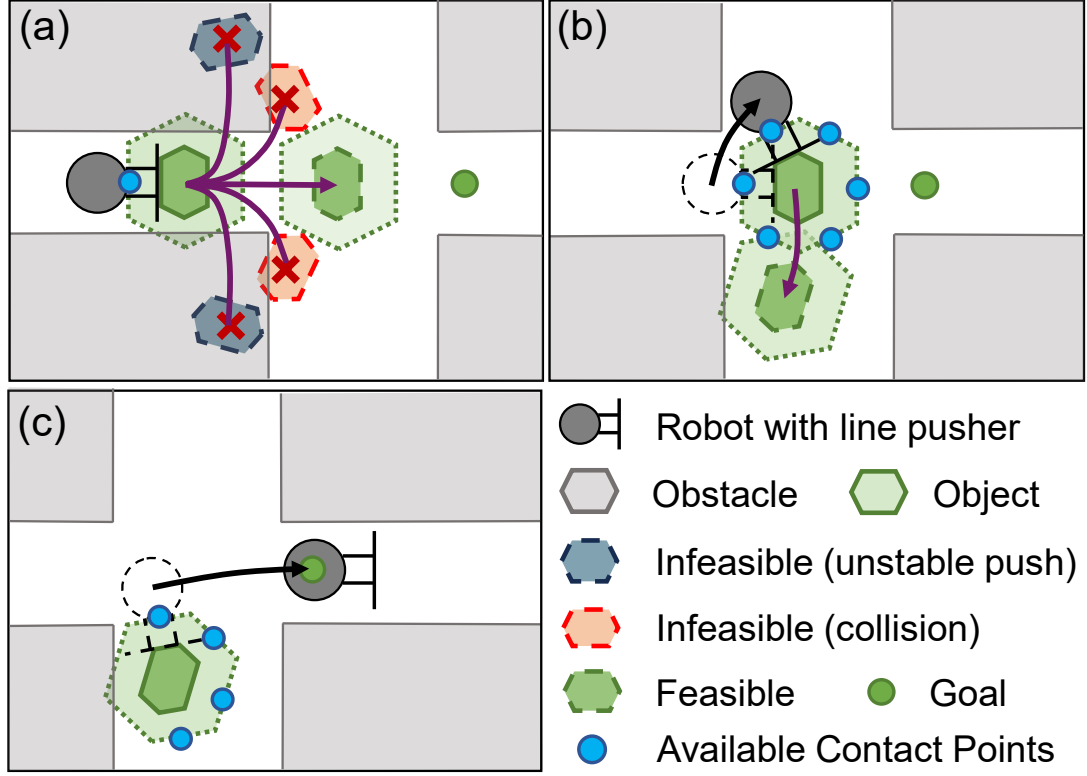 (a)
(b)
(c)
Robot with line pusher
Obstacle Object
Infeasible (unstable push)
Infeasible (collision)
Feasible Goal
Available Contact Points